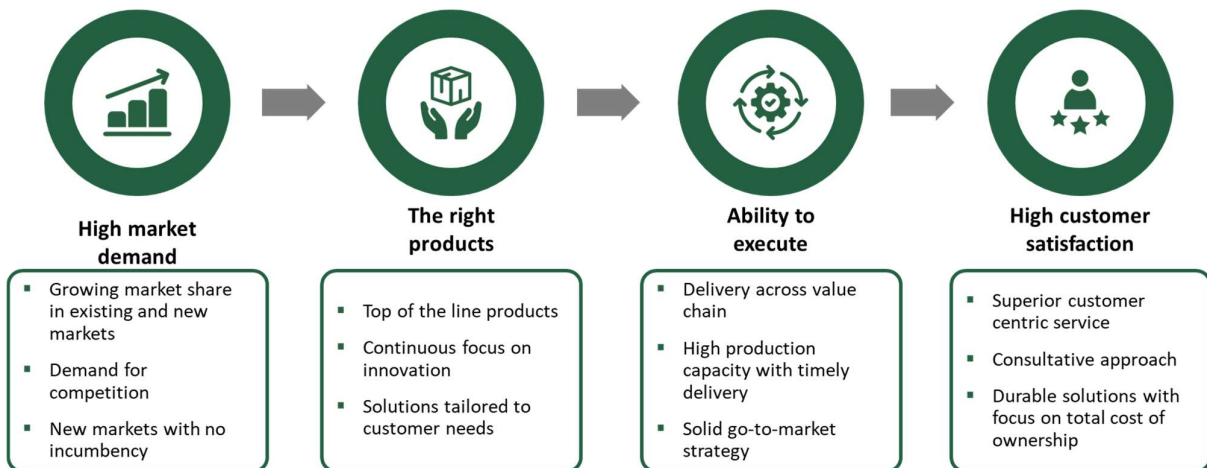 High market
demand
Growing market share
in existing and new
markets
Demand for
competition
New markets with no
incumbency
The right
products
Top of the line products
Continuous focus on
innovation
Solutions tailored to
customer needs
Ability to
execute
Delivery across value
chain
High production
capacity with timely
delivery
Solid go-to-market
strategy
High customer
satisfaction
Superior customer
centric service
Consultative approach
Durable solutions with
focus on total cost of
ownership